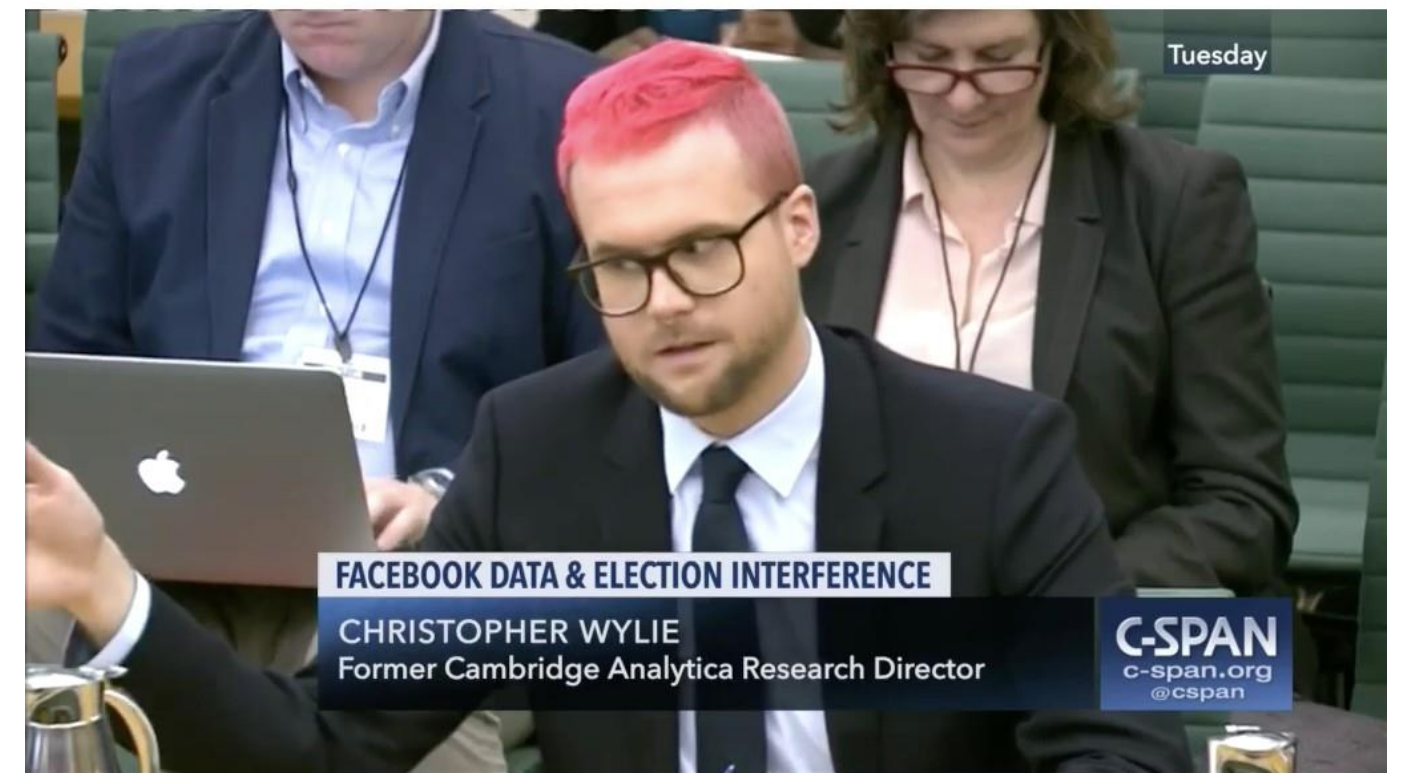 Tuesday
FACEBOOK DATA & ELECTION INTERFERENCE
CHRISTOPHER WYLIE
Former Cambridge Analytica Research Director
C-SPAN
c-span.org
@cspan